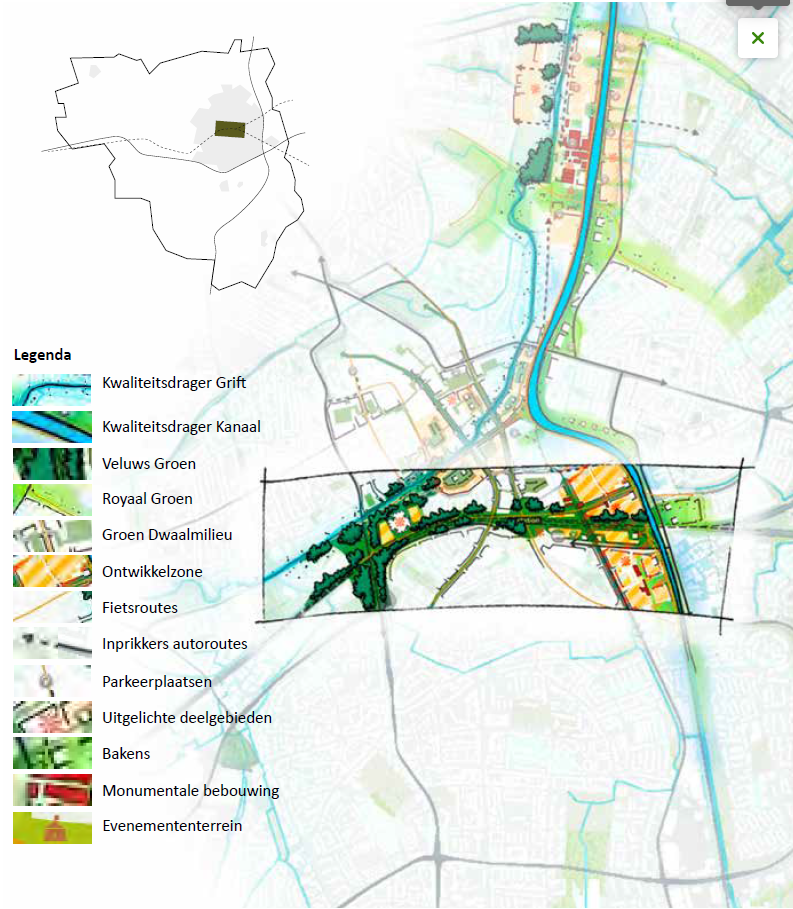 Legenda
Kwaliteitsdrager Grift
Kwaliteitsdrager Kanaal
Veluws Groen
Royaal Groen
Groen Dwaalmilieu
Ontwikkelzone
Fietsroutes
Inprikkers autoroutes
Parkeerplaatsen
Uitgelichte deelgebieden
Bakens
Monumentale bebouwing
Evenemententerrein